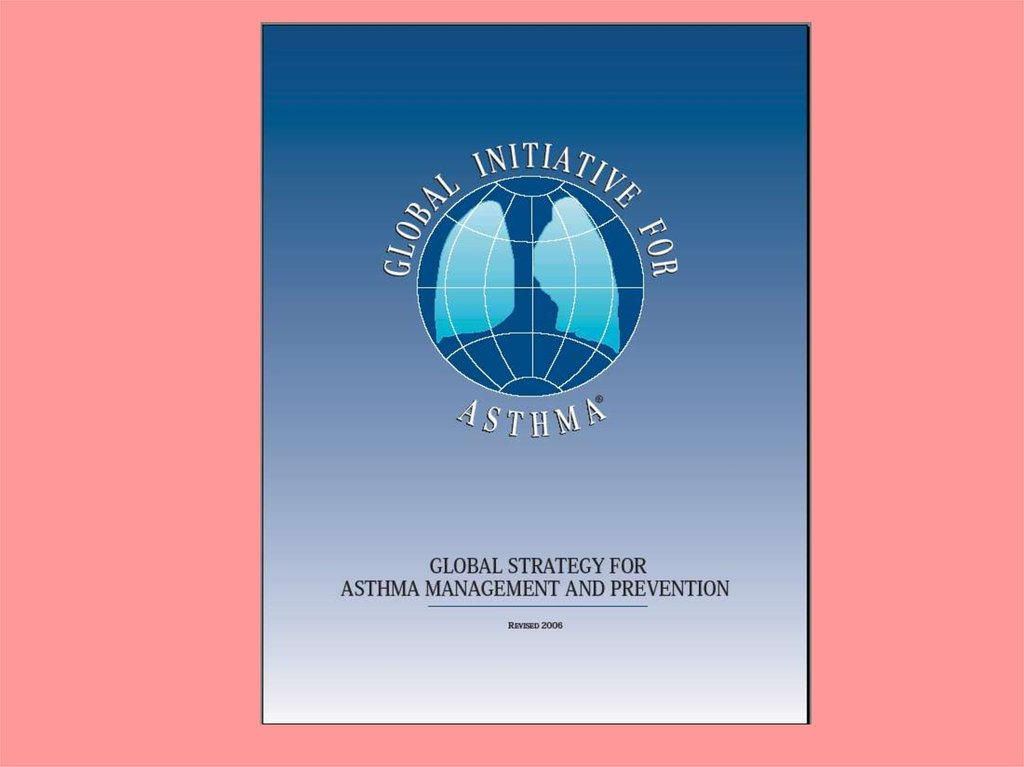 GLOBAL INITIATIVE FOR
ASTHMA®
GLOBAL STRATEGY FOR
ASTHMA MANAGEMENT AND PREVENTION
REVISED 2006